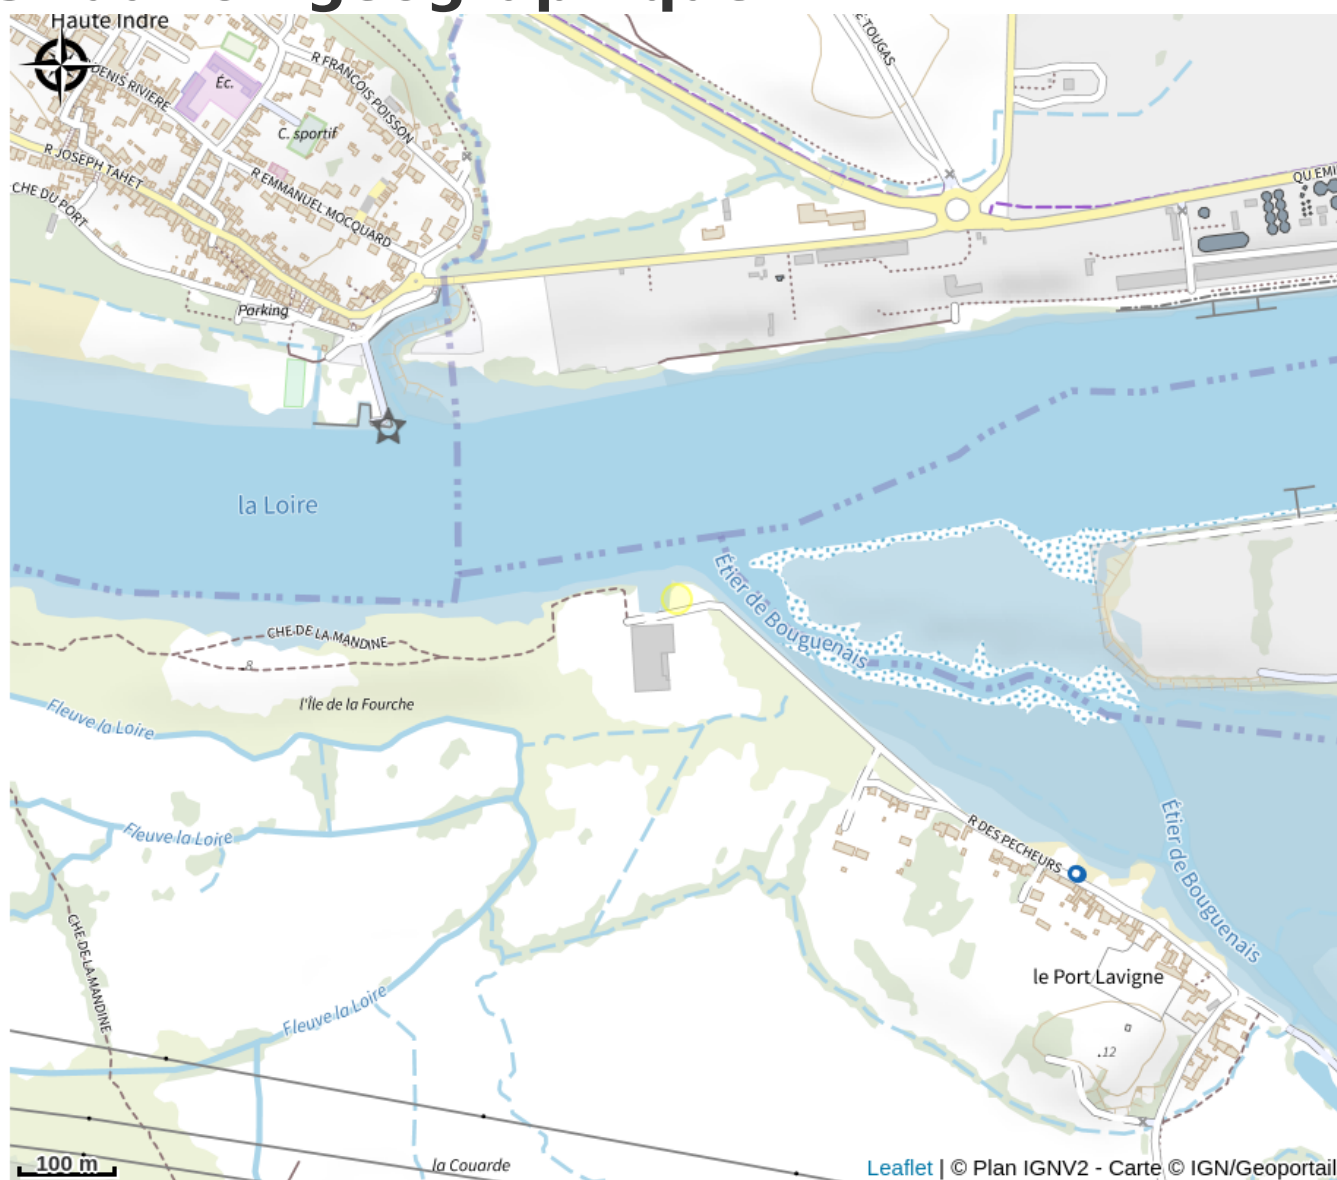 Haute Indre
E-TOUGAS
DENIS RIVIERE
Éc.
R FRANCOIS POISSON
C. sportif
R JOSEPH TAHET
R EMMANUEL MOCQUARD
CHE DU PORT
QU EMI
Parking
la Loire
Étier de Bouguenais
CHE DE LA MANDINE
8
l'Île de la Fourche
Fleuve la Loire
Fleuve la Loire
R DES PECHEURS
Étier de Bouguenais
CHE-DE-LA-MANDINE
le Port Lavigne
Fleuve la Loire
.12
100 m
la Couarde
Leaflet | © Plan IGNV2 - Carte © IGN/Geoportail